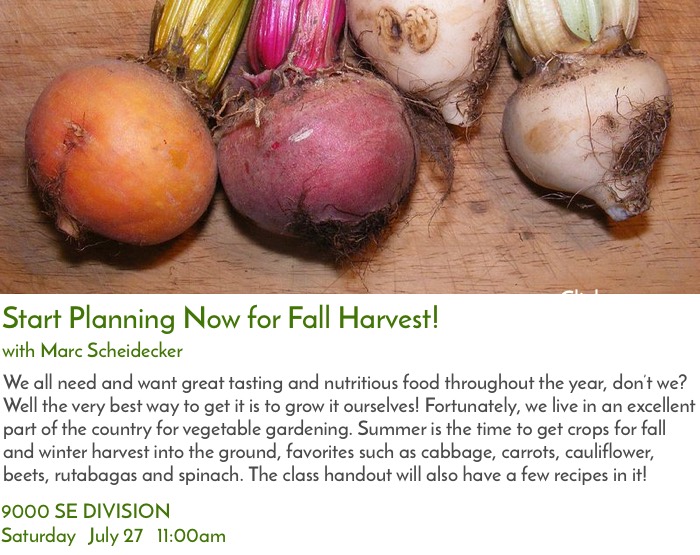 Start Planning Now for Fall Harvest!
with Marc Scheidecker
We all need and want great tasting and nutritious food throughout the year, don't we?
Well the very best way to get it is to grow it ourselves! Fortunately, we live in an excellent
part of the country for vegetable gardening. Summer is the time to get crops for fall
and winter harvest into the ground, favorites such as cabbage, carrots, cauliflower,
beets, rutabagas and spinach. The class handout will also have a few recipes in it!
9000 SE DIVISION
Saturday July 27 11:00am